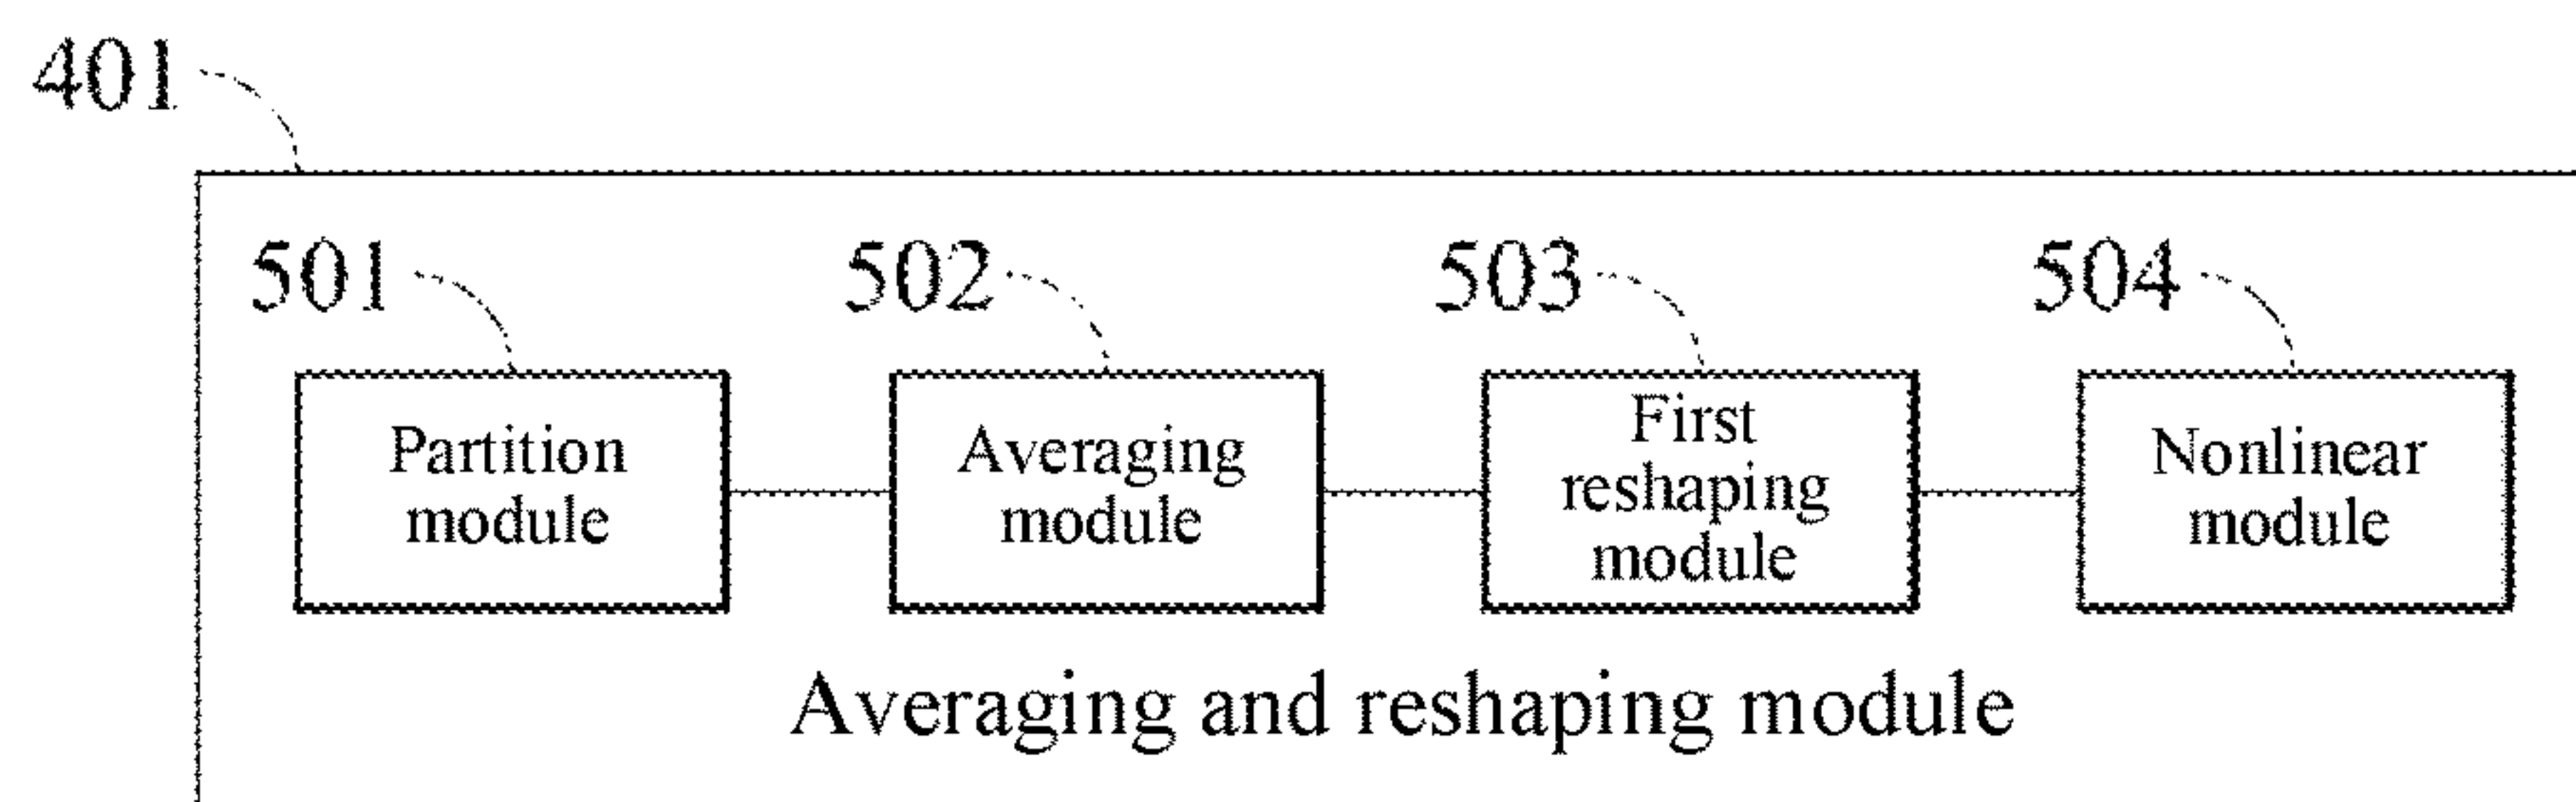 401
501
502
503
504
Partition
module
Averaging
module
First
reshaping
module
Nonlinear
module
Averaging and reshaping module